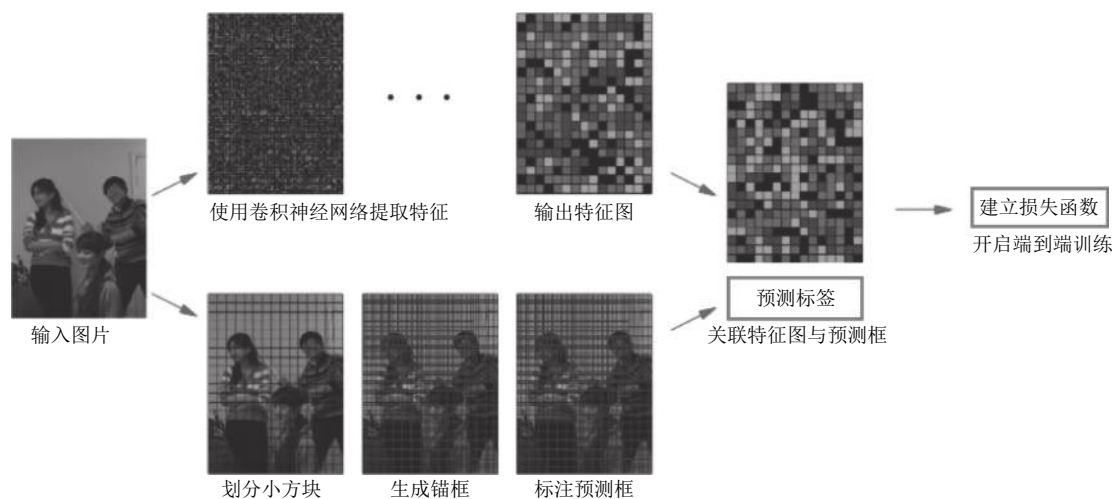 使用卷积神经网络提取特征
输出特征图
建立损失函数
开启端到端训练
预测标签
关联特征图与预测框
输入图片
划分小方块
生成锚框
标注预测框